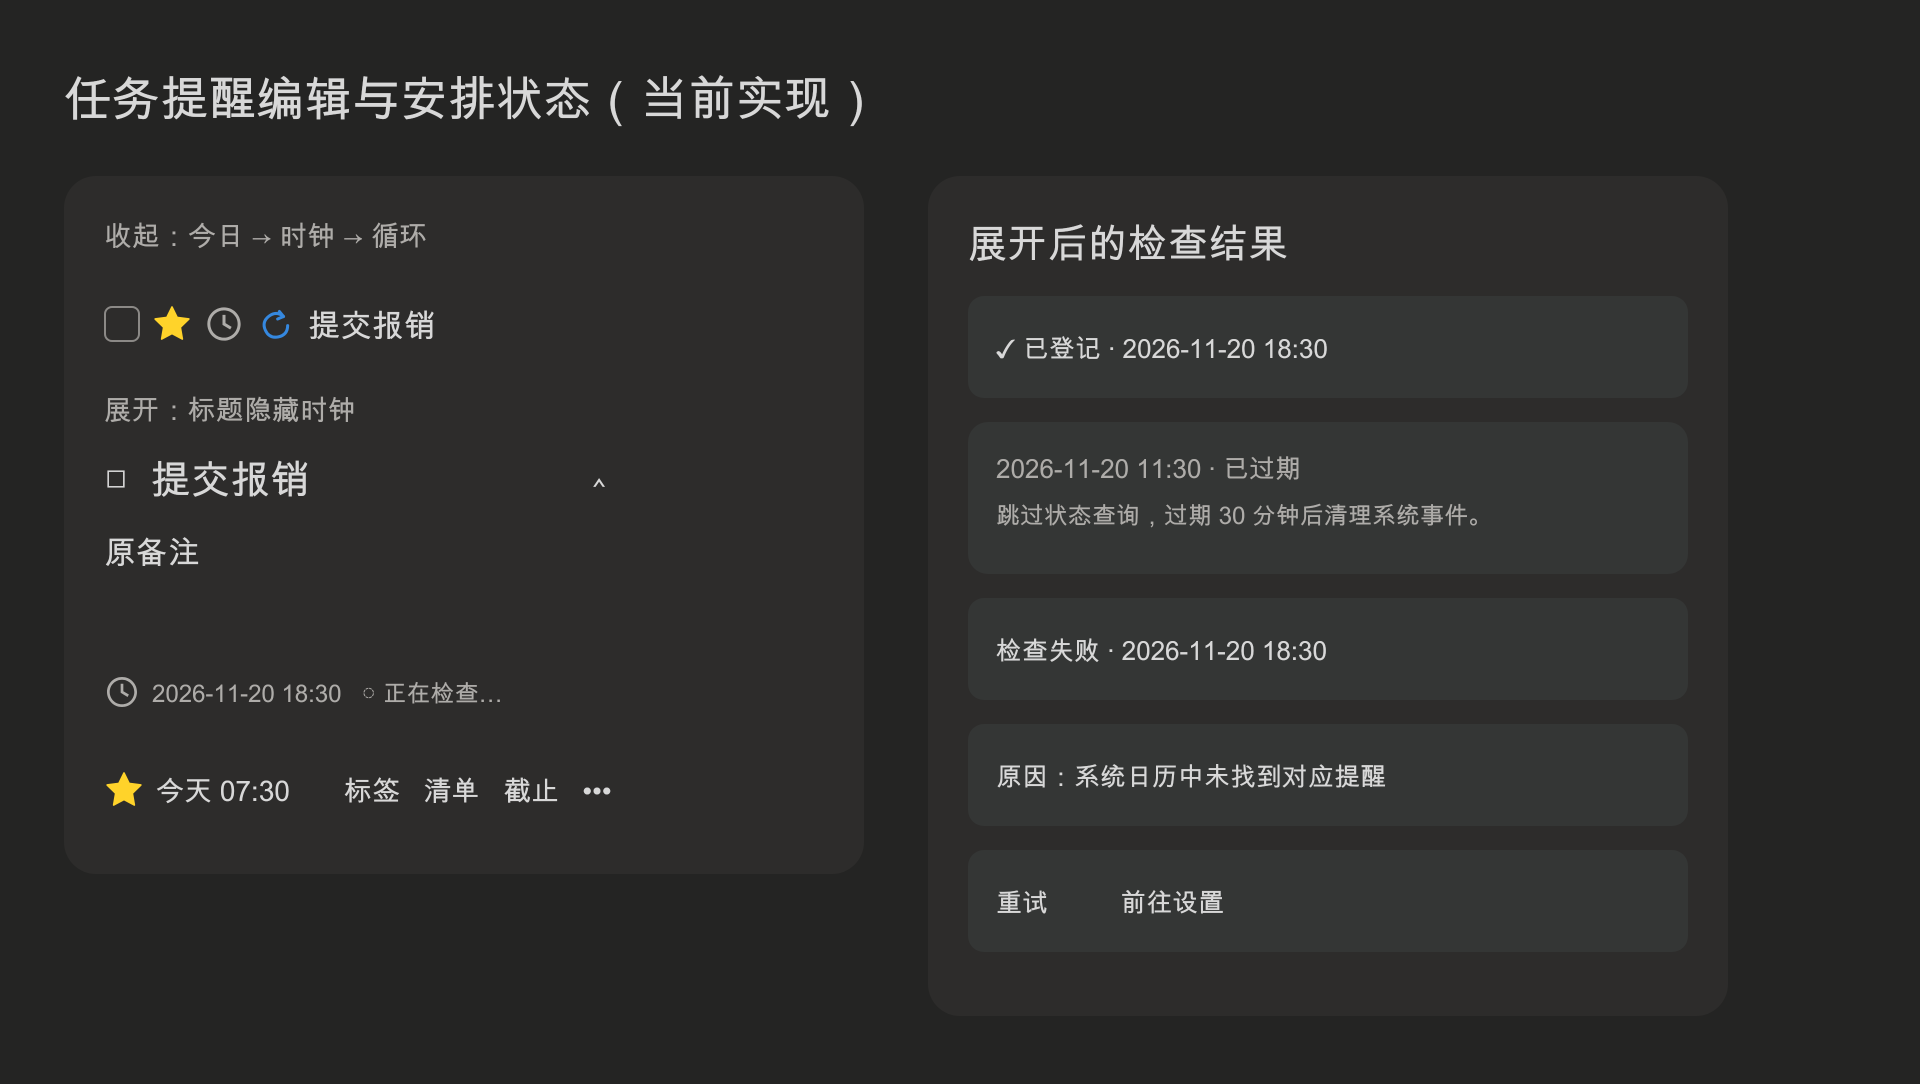 任务提醒编辑与安排状态（当前实现）
收起：今日 → 时钟 → 循环
提交报销
展开：标题隐藏时钟
提交报销
原备注
2026-11-20 18:30 正在检查…
今天 07:30 标签 清单 截止 •••
展开后的检查结果
✓ 已登记 · 2026-11-20 18:30
2026-11-20 11:30 · 已过期
跳过状态查询，过期 30 分钟后清理系统事件。
检查失败 · 2026-11-20 18:30
原因：系统日历中未找到对应提醒
重试 前往设置